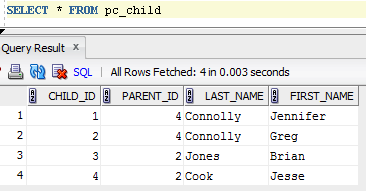 SELECT * FROM pc_child
Query Result x
SQL | All Rows Fetched: 4 in 0.003 seconds
CHILD_ID PARENT_ID LAST_NAME FIRST_NAME
1 1 4 Connolly Jennifer
2 2 4 Connolly Greg
3 3 2 Jones Brian
4 4 2 Cook Jesse